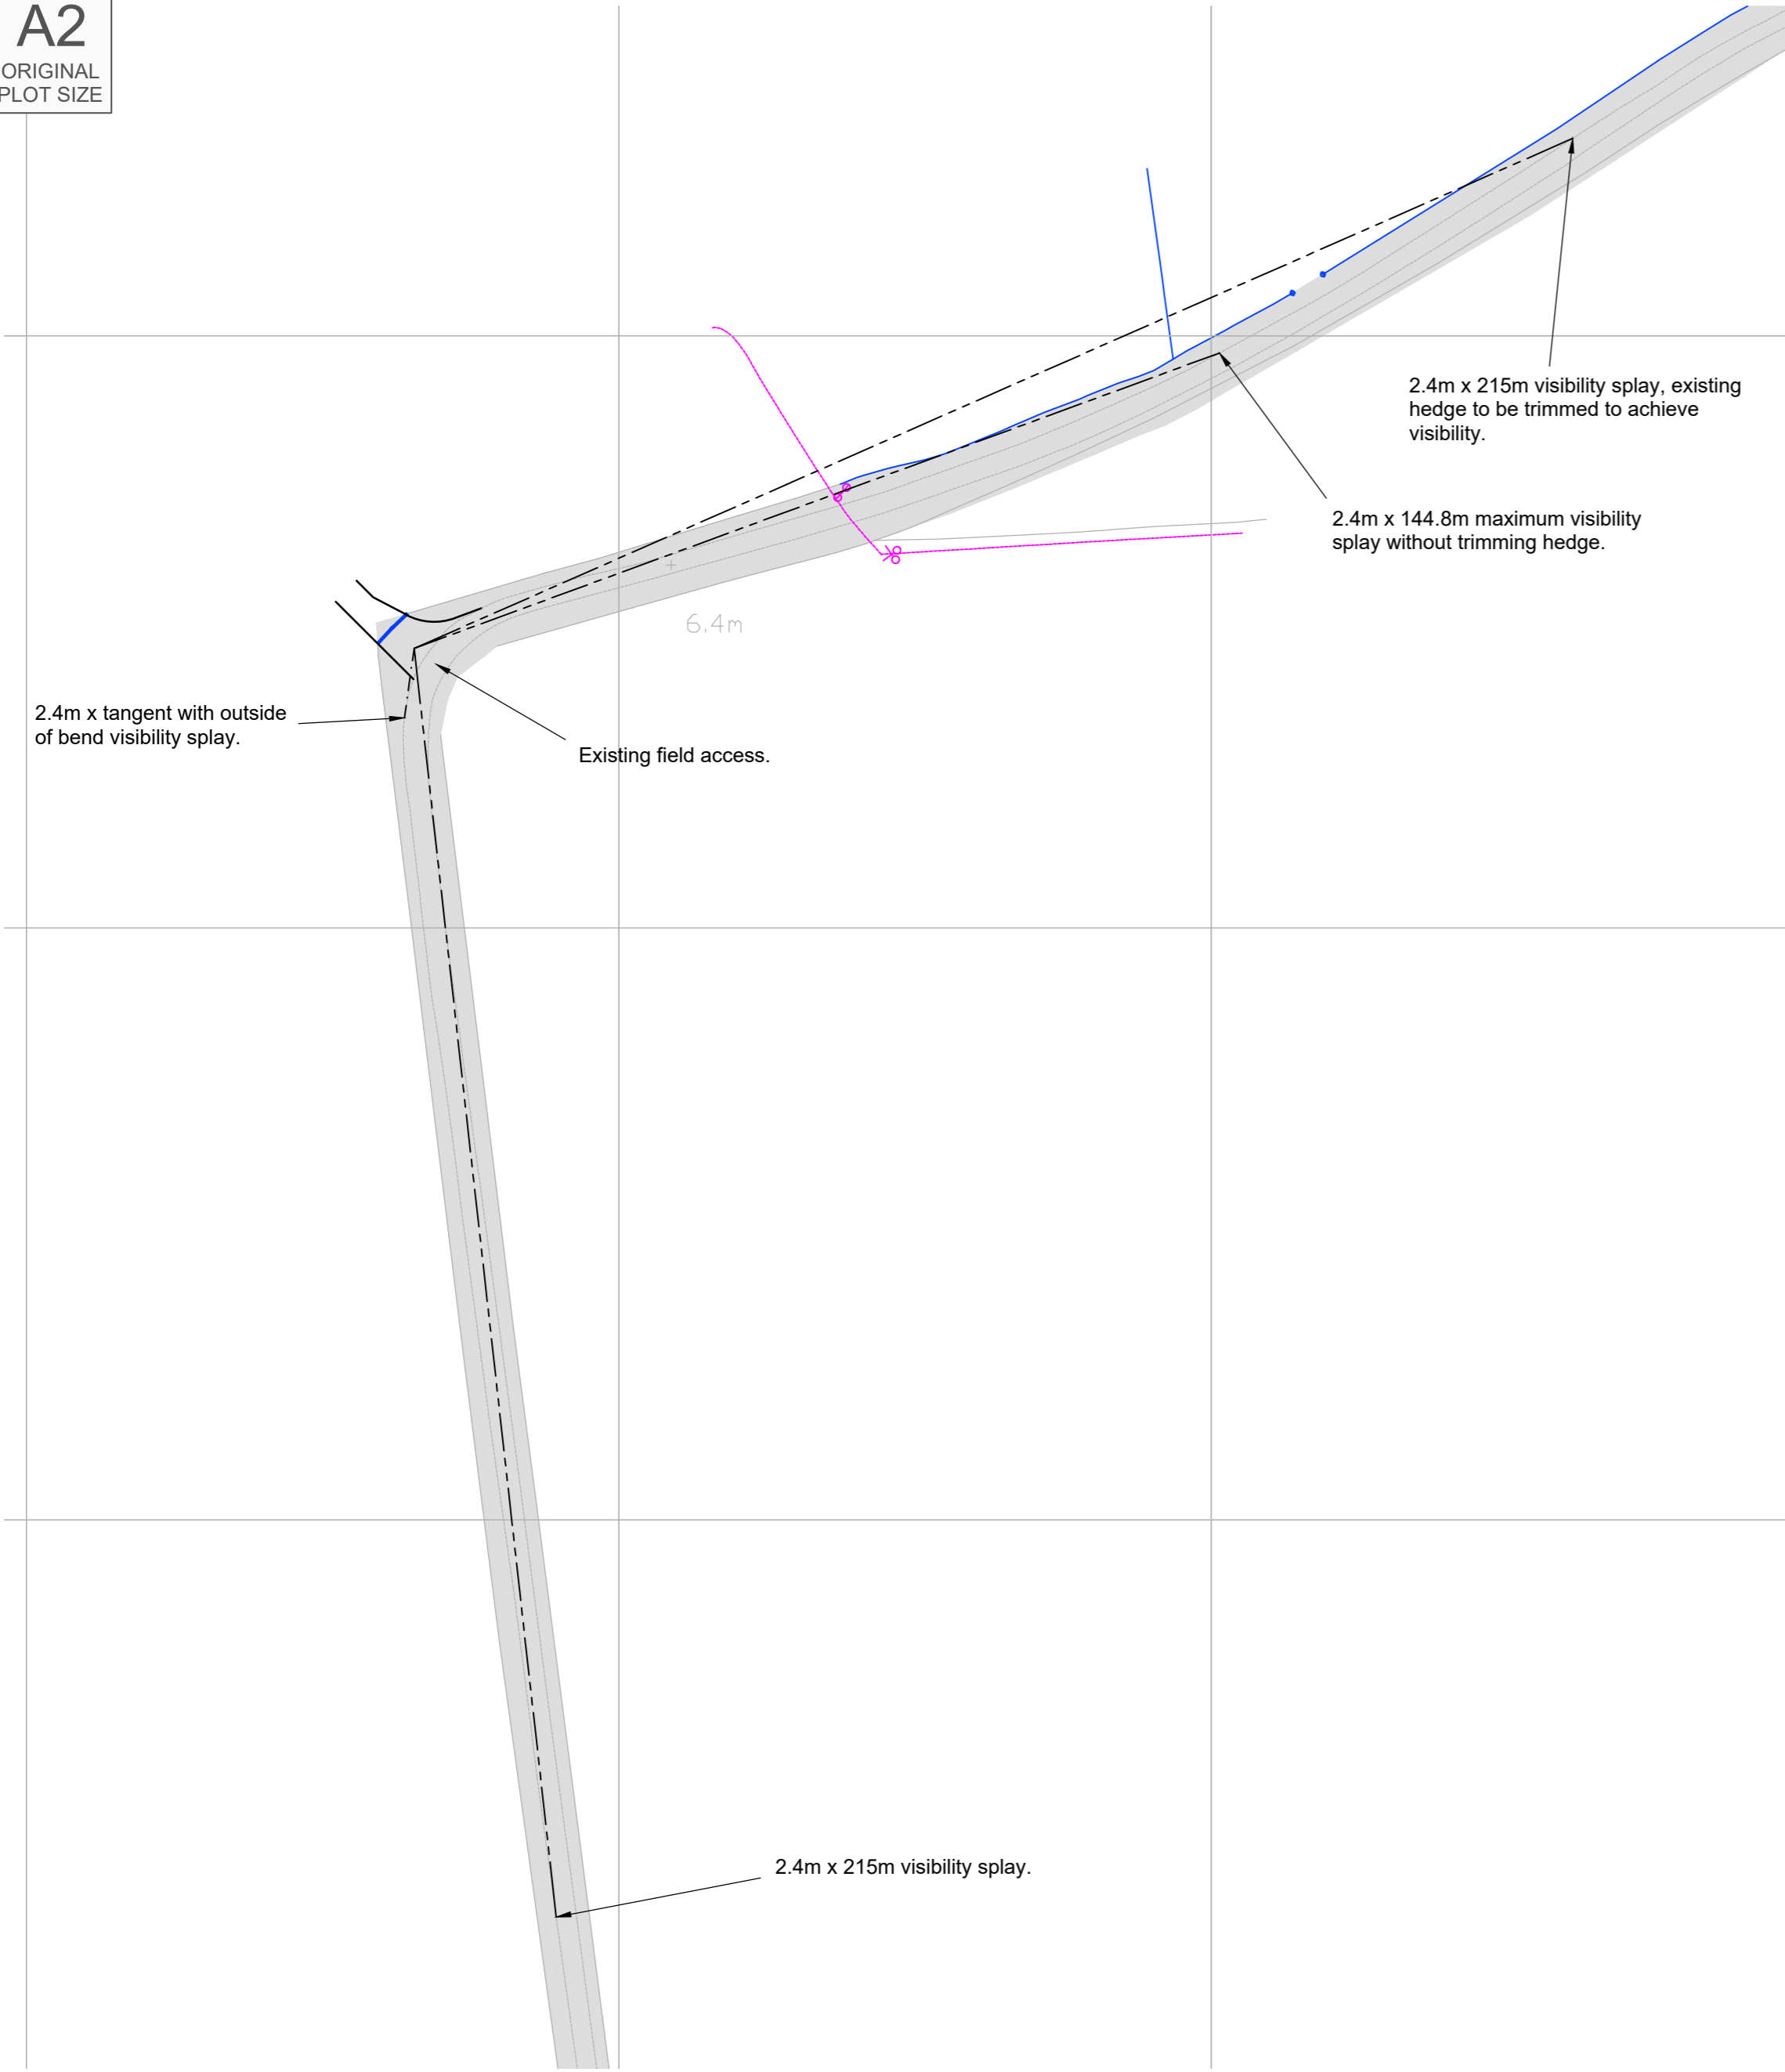 A2
ORIGINAL
PLOT SIZE
2.4m x 215m visibility splay, existing
hedge to be trimmed to achieve
visibility.
2.4m x 144.8m maximum visibility
splay without trimming hedge.
6.4m
2.4m x tangent with outside
of bend visibility splay.
Existing field access.
2.4m x 215m visibility splay.